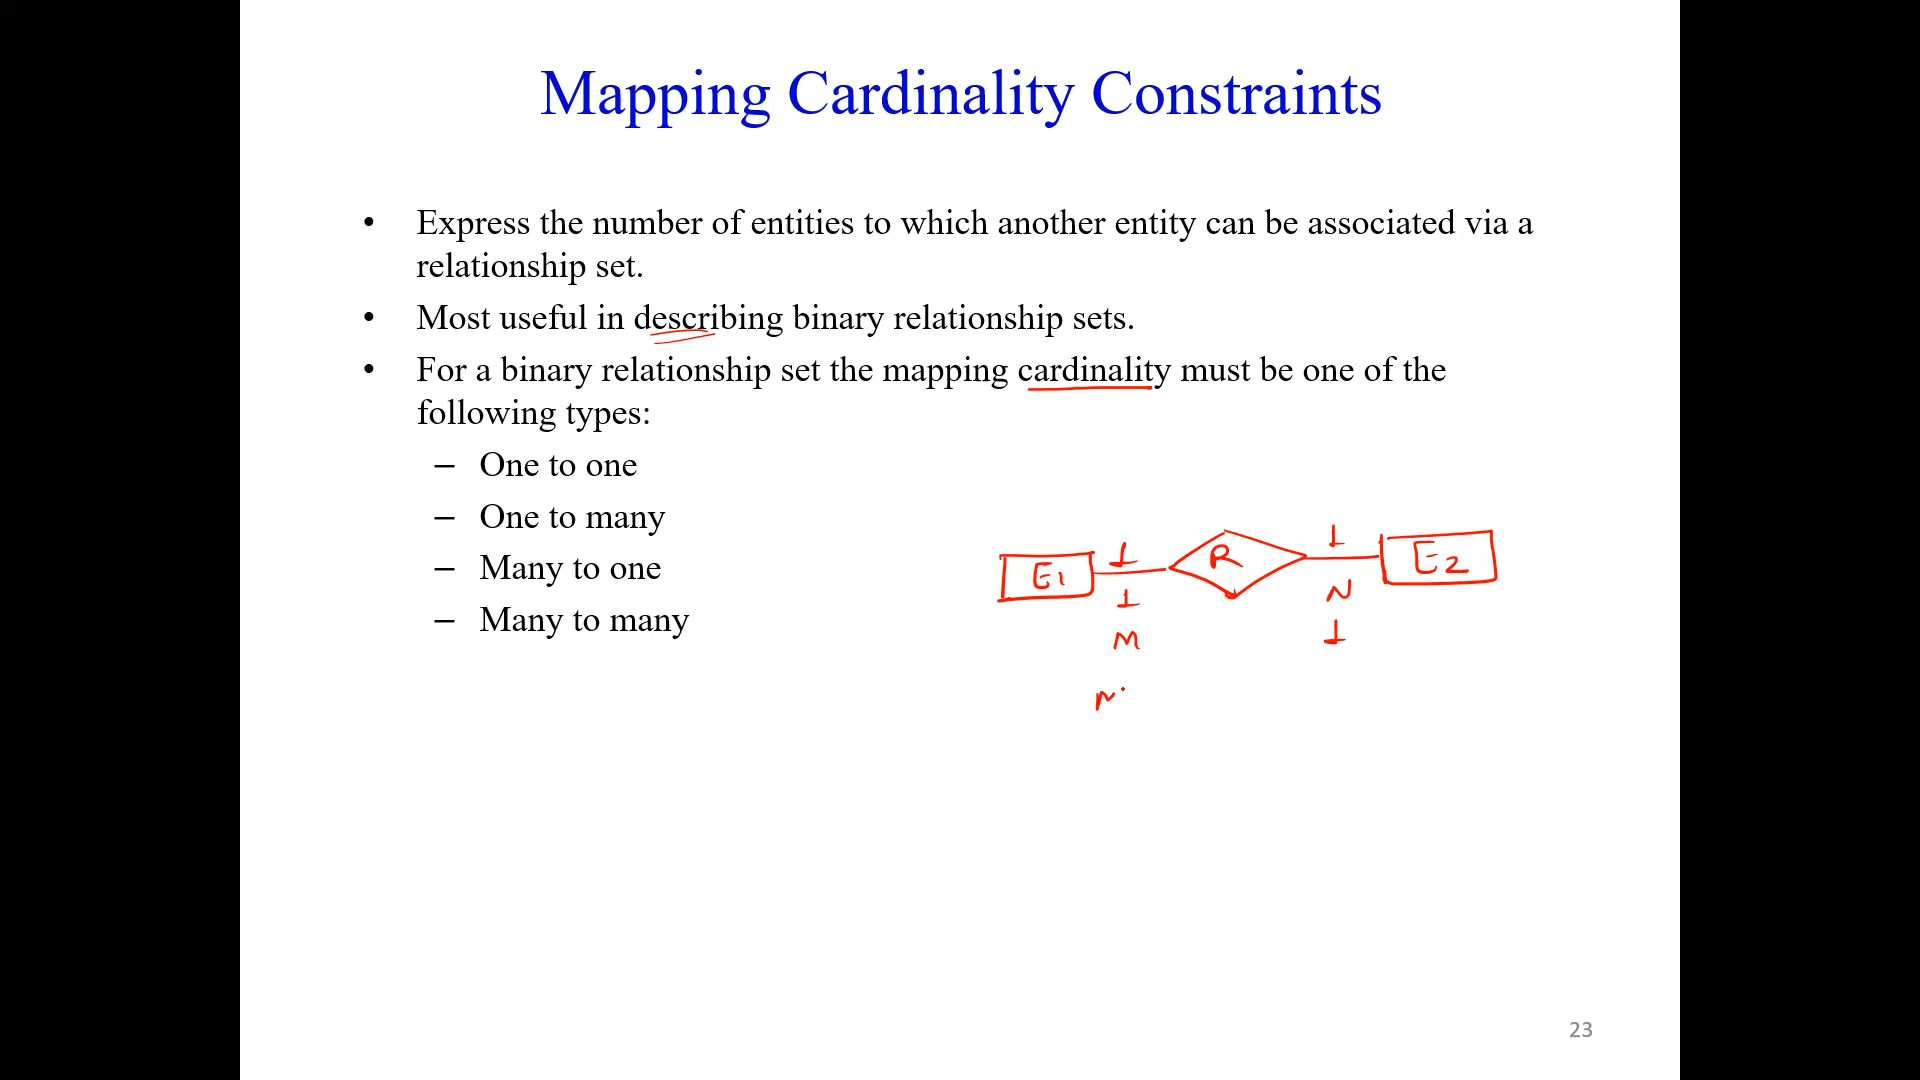 Mapping Cardinality Constraints
• Express the number of entities to which another entity can be associated via a
relationship set.
• Most useful in describing binary relationship sets.
• For a binary relationship set the mapping cardinality must be one of the
following types:
– One to one
– One to many
– Many to one
– Many to many
E1 1 R 1 E2
1 N
M 1
23